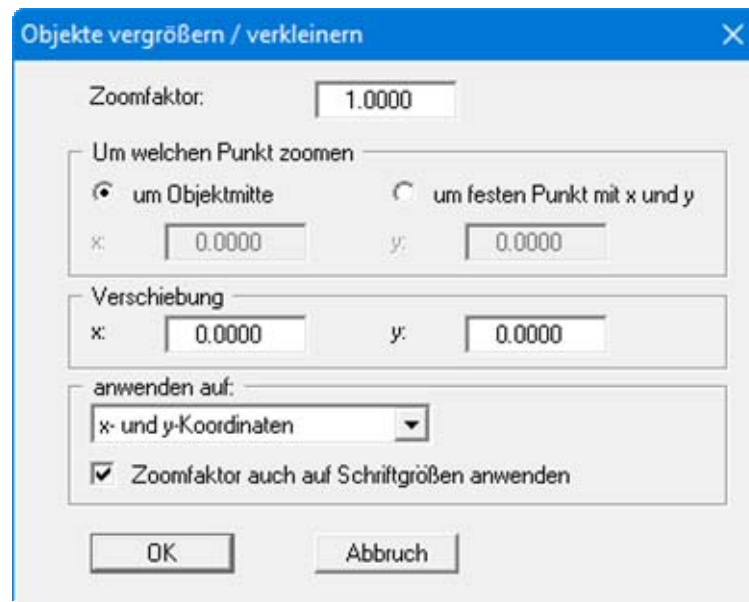 Objekte vergrößern / verkleinern
Zoomfaktor: 1.0000
Um welchen Punkt zoomen
um Objektmitte um festen Punkt mit x und y
x: 0.0000 y: 0.0000
Verschiebung
x: 0.0000 y: 0.0000
anwenden auf:
x- und y-Koordinaten
Zoomfaktor auch auf Schriftgrößen anwenden
OK Abbruch